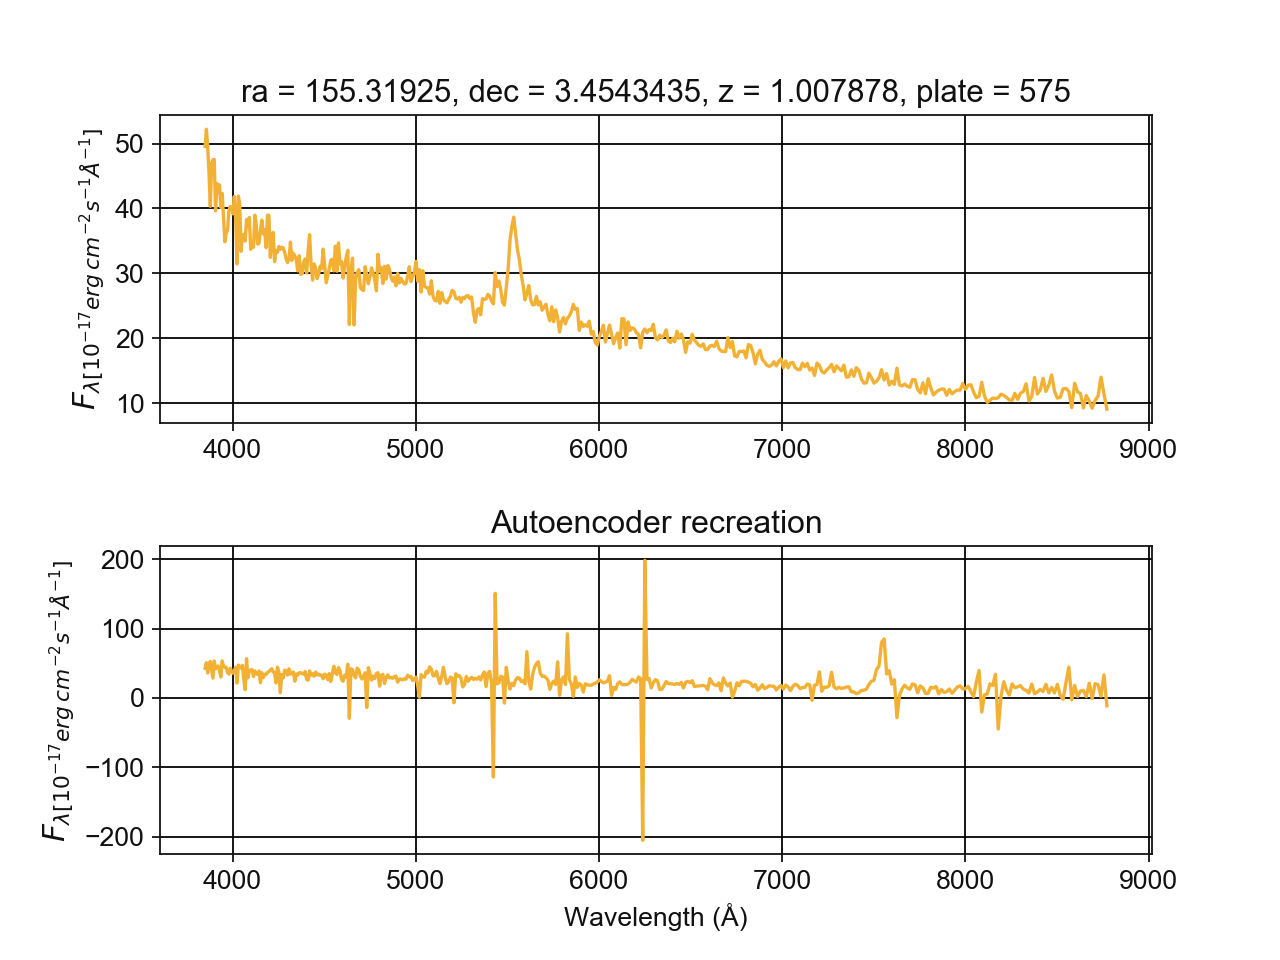 ra = 155.31925, dec = 3.4543435, z = 1.007878, plate = 575
50
40
30
20
10
F_λ[10⁻¹⁷ erg cm⁻² s⁻¹ Å⁻¹]
4000 5000 6000 7000 8000 9000
Autoencoder recreation
200
100
0
−100
−200
F_λ[10⁻¹⁷ erg cm⁻² s⁻¹ Å⁻¹]
4000 5000 6000 7000 8000 9000
Wavelength (Å)